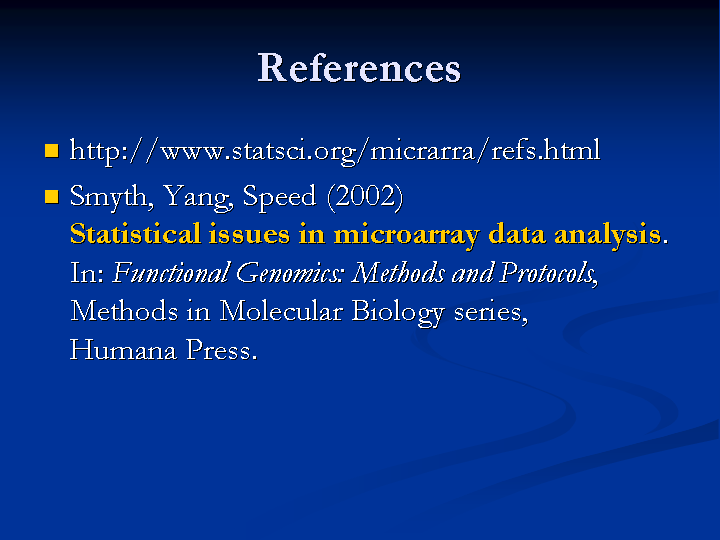 References
http://www.statsci.org/micrarra/refs.html
Smyth, Yang, Speed (2002)
Statistical issues in microarray data analysis.
In: Functional Genomics: Methods and Protocols,
Methods in Molecular Biology series,
Humana Press.